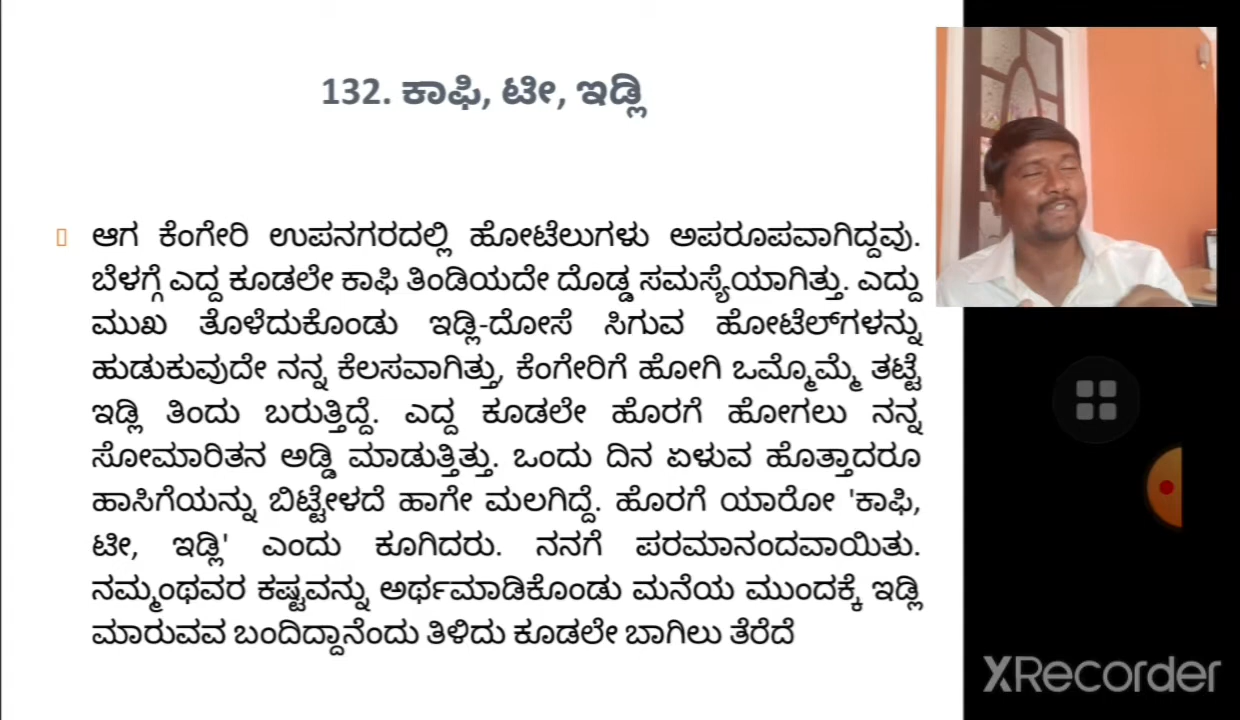 132. ಕಾಫಿ, ಟೀ, ಇಡ್ಲಿ
ಆಗ ಕೆಂಗೇರಿ ಉಪನಗರದಲ್ಲಿ ಹೋಟೆಲುಗಳು ಅಪರೂಪವಾಗಿದ್ದವು.
ಬೆಳಗ್ಗೆ ಎದ್ದ ಕೂಡಲೇ ಕಾಫಿ ತಿಂಡಿಯದೇ ದೊಡ್ಡ ಸಮಸ್ಯೆಯಾಗಿತ್ತು. ಎದ್ದು
ಮುಖ ತೊಳೆದುಕೊಂಡು ಇಡ್ಲಿ-ದೋಸೆ ಸಿಗುವ ಹೋಟೆಲ್‌ಗಳನ್ನು
ಹುಡುಕುವುದೇ ನನ್ನ ಕೆಲಸವಾಗಿತ್ತು, ಕೆಂಗೇರಿಗೆ ಹೋಗಿ ಒಮ್ಮೊಮ್ಮೆ ತಟ್ಟೆ
ಇಡ್ಲಿ ತಿಂದು ಬರುತ್ತಿದ್ದೆ. ಎದ್ದ ಕೂಡಲೇ ಹೊರಗೆ ಹೋಗಲು ನನ್ನ
ಸೋಮಾರಿತನ ಅಡ್ಡಿ ಮಾಡುತ್ತಿತ್ತು. ಒಂದು ದಿನ ಏಳುವ ಹೊತ್ತಾದರೂ
ಹಾಸಿಗೆಯನ್ನು ಬಿಟ್ಟೇಳದೆ ಹಾಗೇ ಮಲಗಿದ್ದೆ. ಹೊರಗೆ ಯಾರೋ 'ಕಾಫಿ,
ಟೀ, ಇಡ್ಲಿ' ಎಂದು ಕೂಗಿದರು. ನನಗೆ ಪರಮಾನಂದವಾಯಿತು.
ನಮ್ಮಂಥವರ ಕಷ್ಟವನ್ನು ಅರ್ಥಮಾಡಿಕೊಂಡು ಮನೆಯ ಮುಂದಕ್ಕೆ ಇಡ್ಲಿ
ಮಾರುವವ ಬಂದಿದ್ದಾನೆಂದು ತಿಳಿದು ಕೂಡಲೇ ಬಾಗಿಲು ತೆರೆದೆ
XRecorder